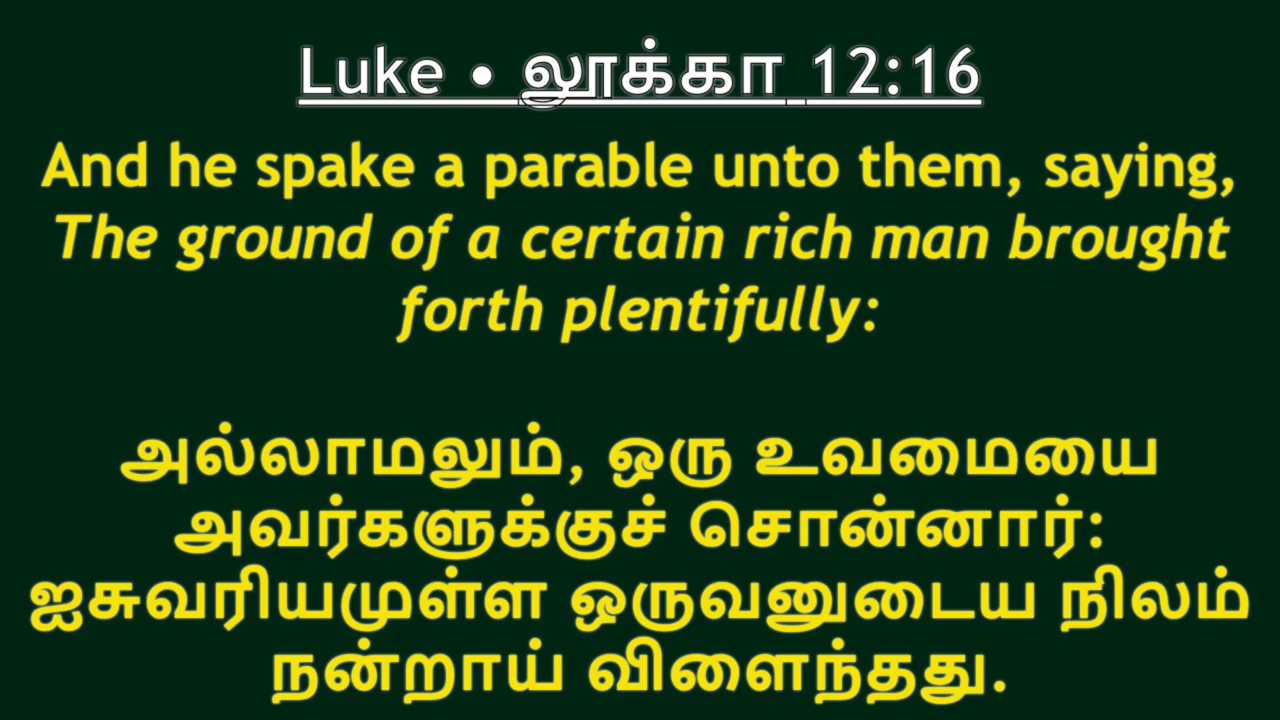 Luke • லூக்கா 12:16
And he spake a parable unto them, saying,
The ground of a certain rich man brought
forth plentifully:
அல்லாமலும், ஒரு உவமையை
அவர்களுக்குச் சொன்னார்:
ஐசுவரியமுள்ள ஒருவனுடைய நிலம்
நன்றாய் விளைந்தது.